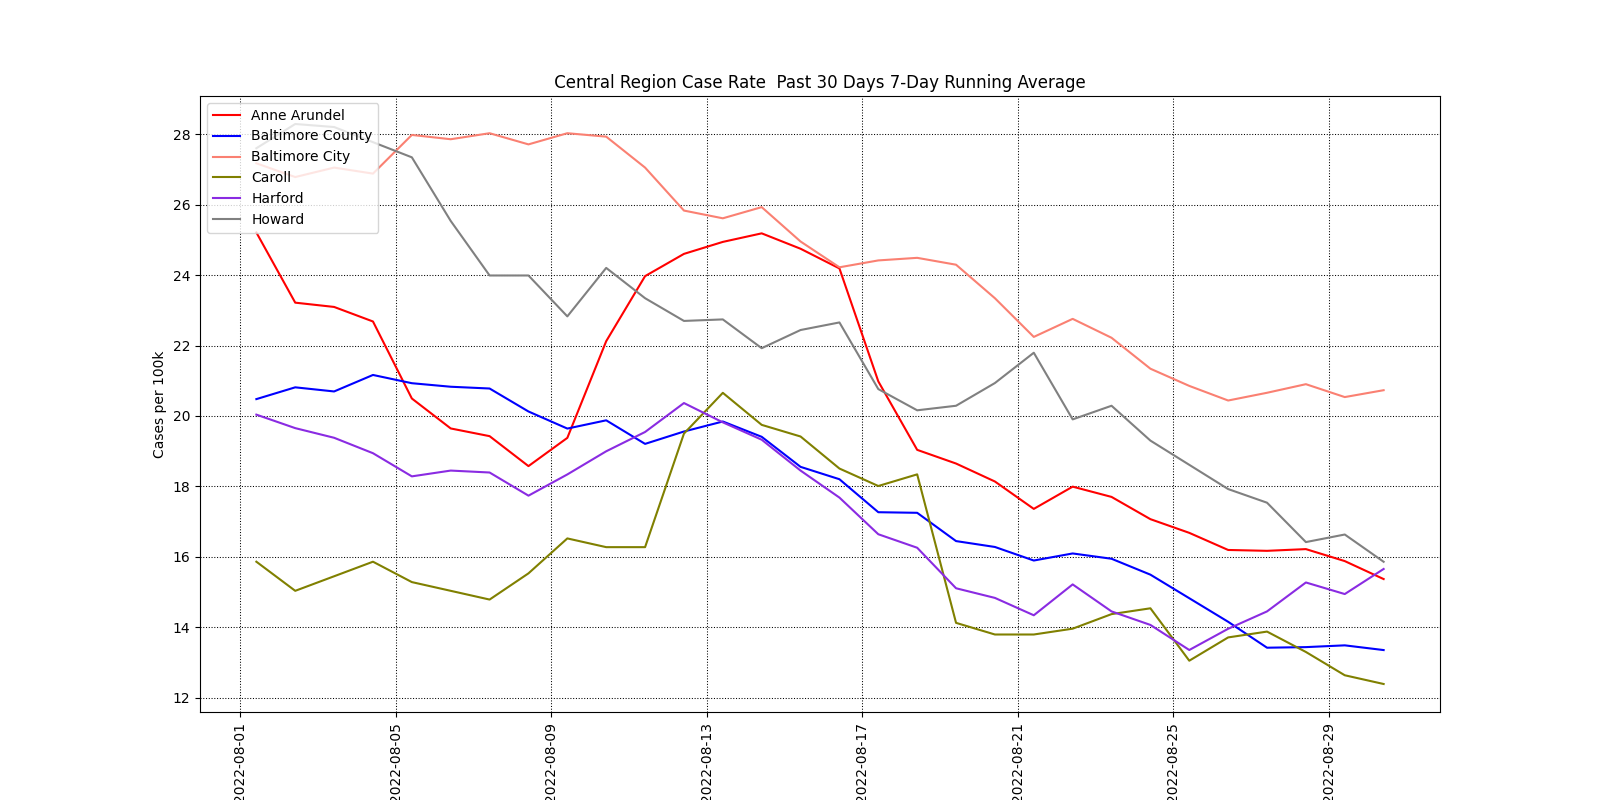 Central Region Case Rate  Past 30 Days 7-Day Running Average
Anne Arundel
Baltimore County
Baltimore City
Caroll
Harford
Howard
Cases per 100k
28
26
24
22
20
18
16
14
12
2022-08-01
2022-08-05
2022-08-09
2022-08-13
2022-08-17
2022-08-21
2022-08-25
2022-08-29